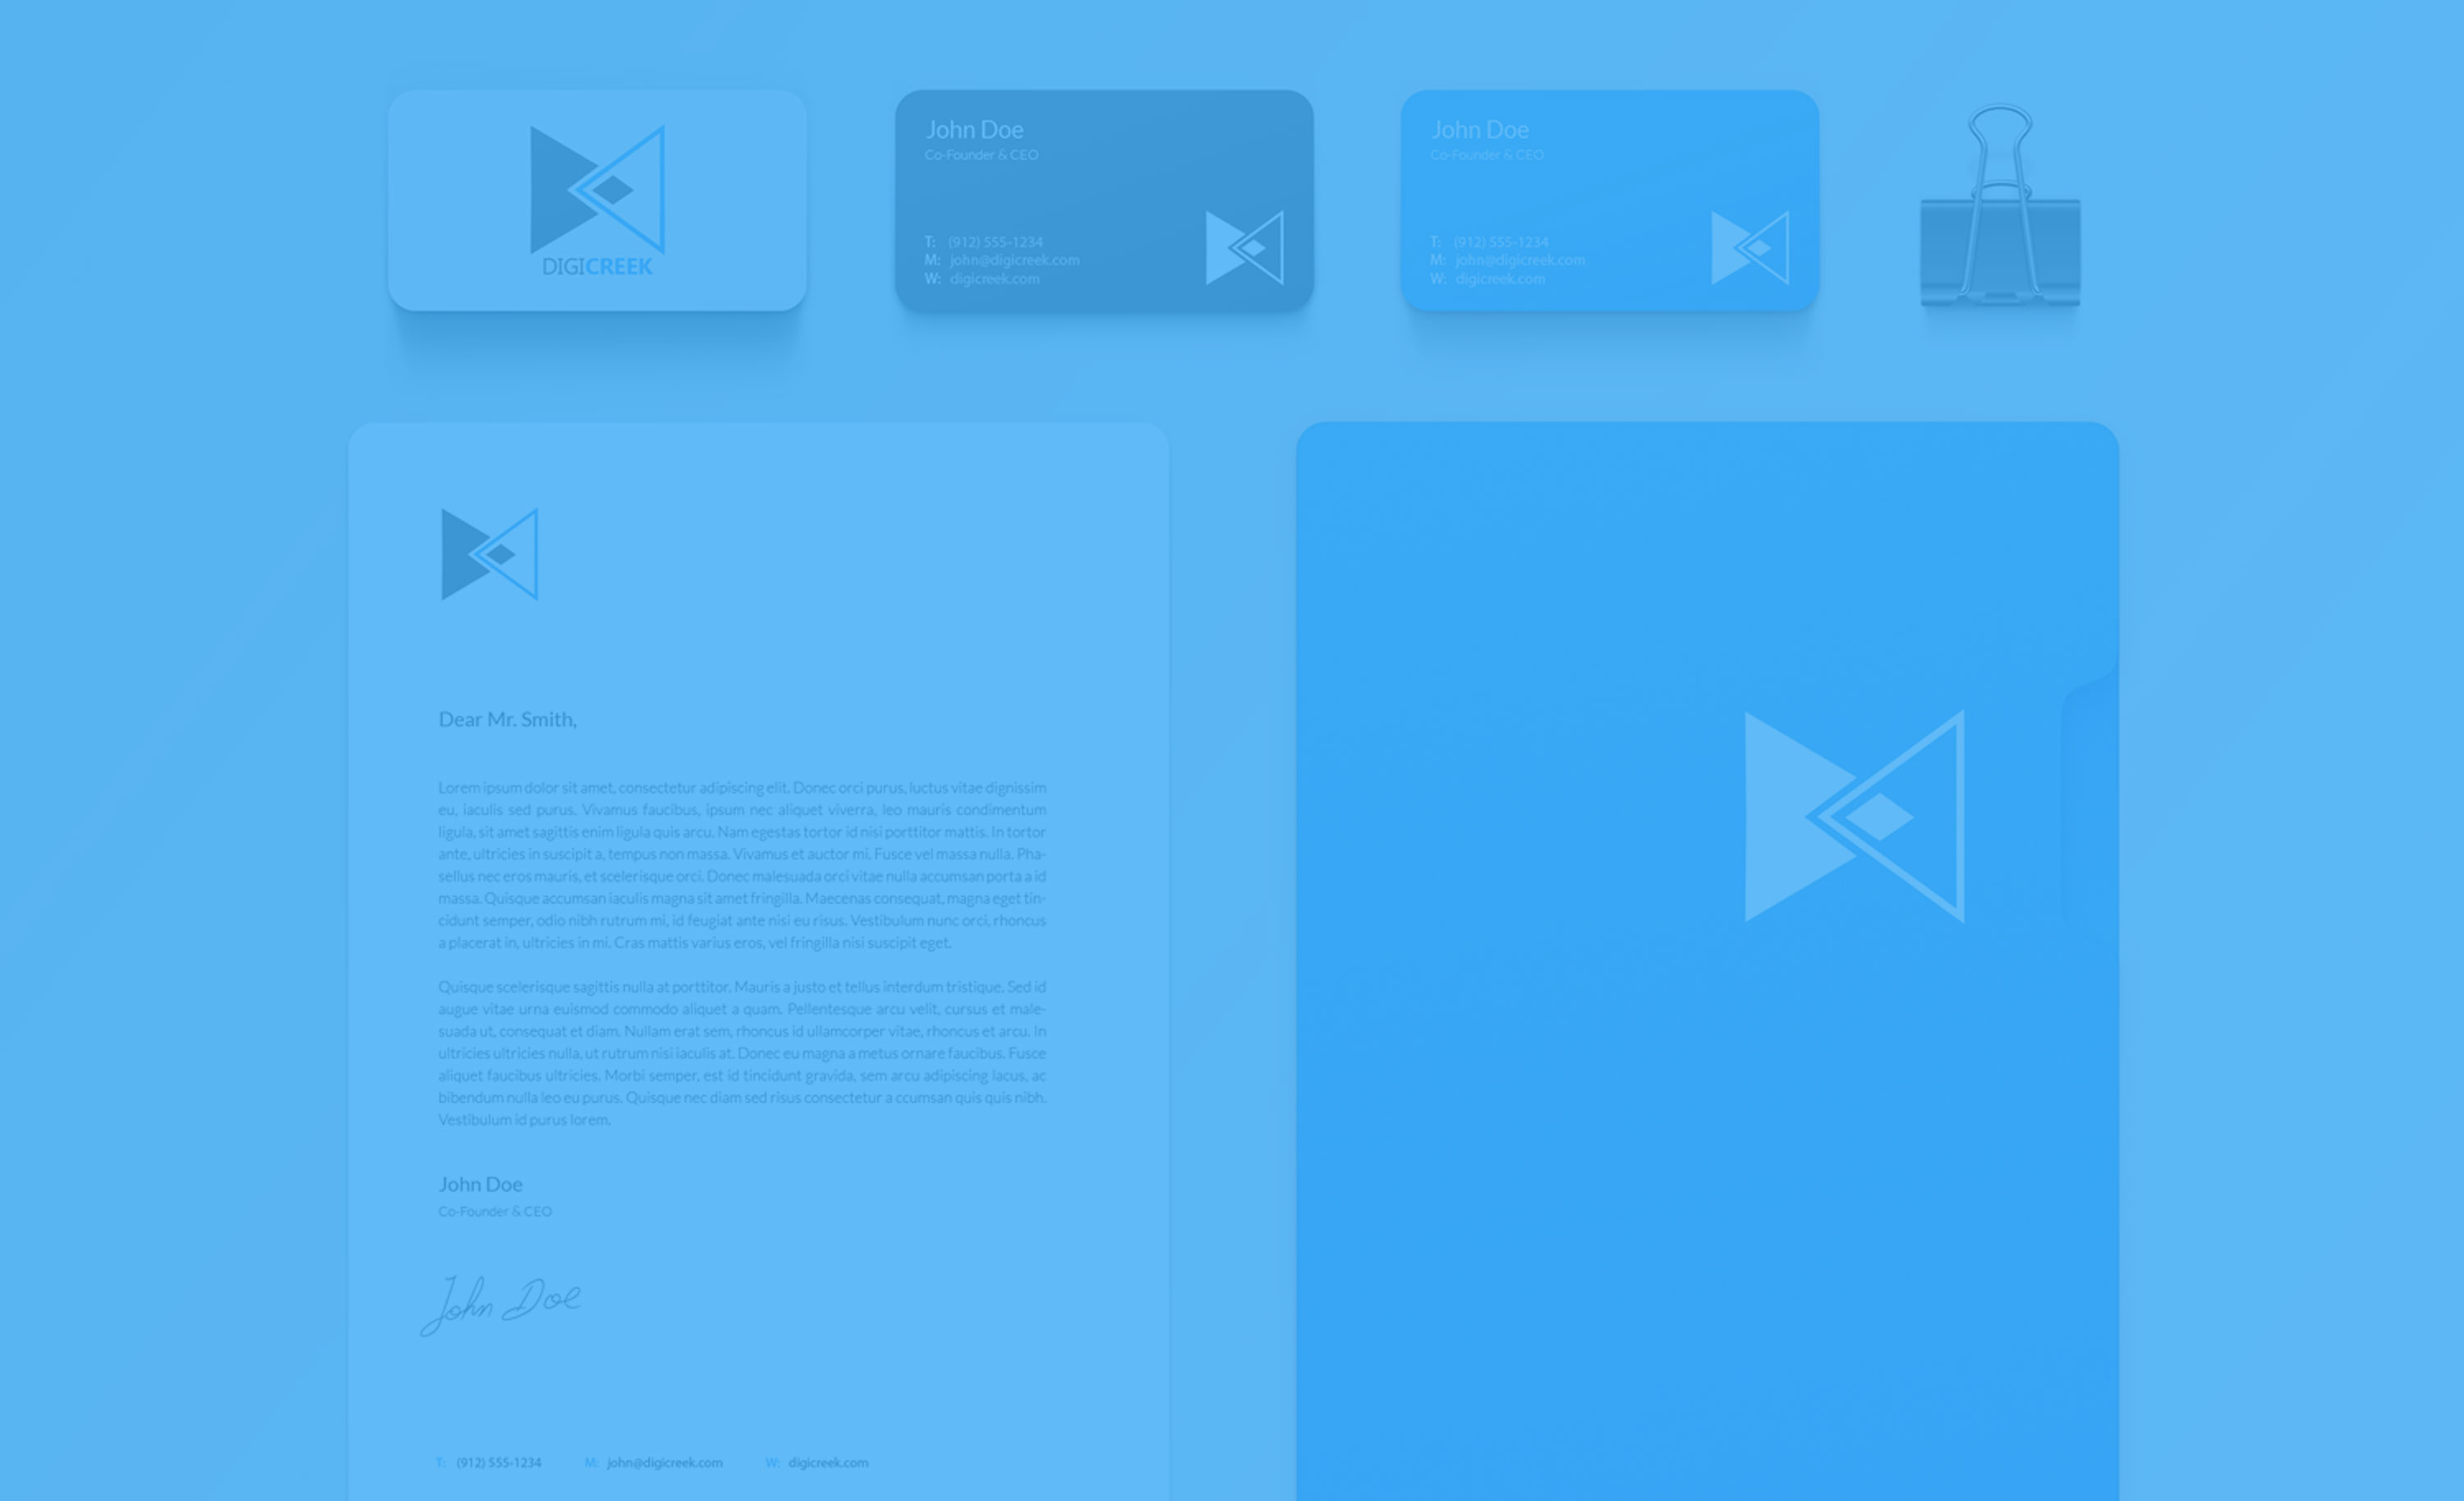 DIGICREEK
John Doe
Co-Founder & CEO
T: (912) 555-1234
M: john@digicreek.com
W: digicreek.com
John Doe
Co-Founder & CEO
T: (912) 555-1234
M: john@digicreek.com
W: digicreek.com
Dear Mr. Smith,
Lorem ipsum dolor sit amet, consectetur adipiscing elit. Donec orci purus, luctus vitae dignissim
eu, iaculis sed purus. Vivamus faucibus, ipsum nec aliquet viverra, leo mauris condimentum
ligula, sit amet sagittis enim ligula quis arcu. Nam egestas tortor id nisi porttitor mattis. In tortor
ante, ultricies in suscipit a, tempus non massa. Vivamus et auctor mi. Fusce vel massa nulla. Pha-
sellus nec eros mauris, et scelerisque orci. Donec malesuada orci vitae nulla accumsan porta a id
massa. Quisque accumsan iaculis magna sit amet fringilla. Maecenas consequat, magna eget tin-
cidunt semper, odio nibh rutrum mi, id feugiat ante nisi eu risus. Vestibulum nunc orci, rhoncus
a placerat in, ultricies in mi. Cras mattis varius eros, vel fringilla nisi suscipit eget.
Quisque scelerisque sagittis nulla at porttitor. Mauris a justo et tellus interdum tristique. Sed id
augue vitae urna euismod commodo aliquet a quam. Pellentesque arcu velit, cursus et male-
suada ut, consequat et diam. Nullam erat sem, rhoncus id ullamcorper vitae, rhoncus et arcu. In
ultricies ultricies nulla, ut rutrum nisi iaculis at. Donec eu magna a metus ornare faucibus. Fusce
aliquet faucibus ultricies. Morbi semper, est id tincidunt gravida, sem arcu adipiscing lacus, ac
bibendum nulla leo eu purus. Quisque nec diam sed risus consectetur a ccumsan quis quis nibh.
Vestibulum id purus lorem.
John Doe
Co-Founder & CEO
John Doe
T: (912) 555-1234 M: john@digicreek.com W: digicreek.com